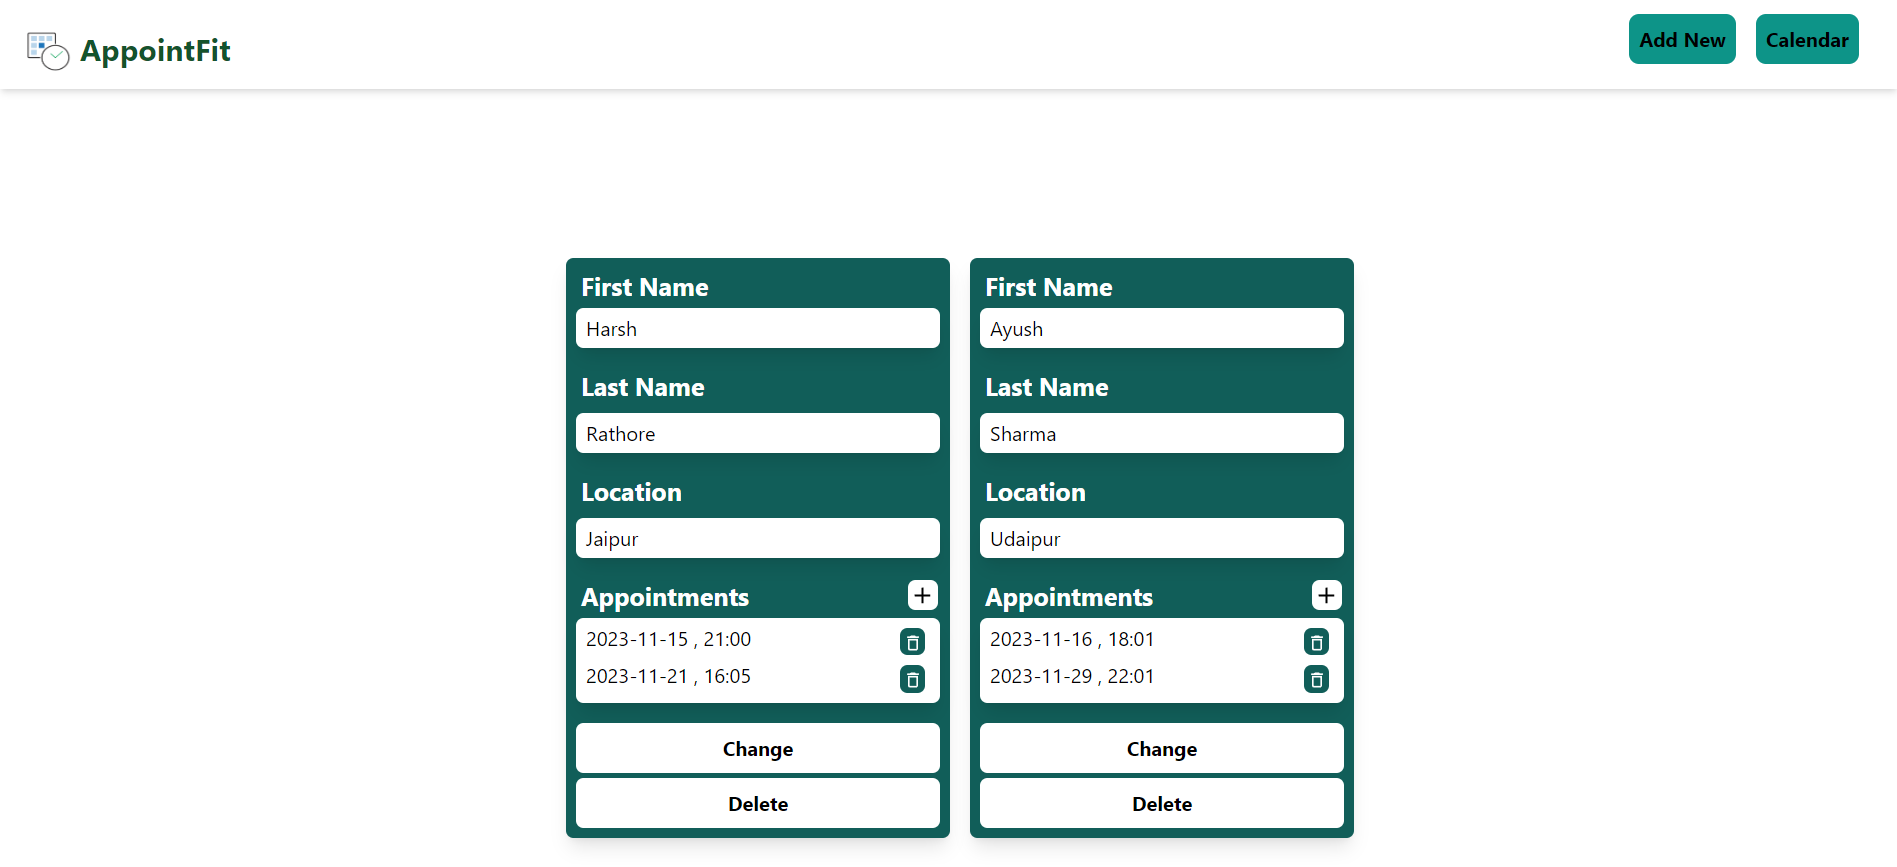 AppointFit
Add New
Calendar
First Name
Harsh
Last Name
Rathore
Location
Jaipur
Appointments
2023-11-15 , 21:00
2023-11-21 , 16:05
Change
Delete
First Name
Ayush
Last Name
Sharma
Location
Udaipur
Appointments
2023-11-16 , 18:01
2023-11-29 , 22:01
Change
Delete